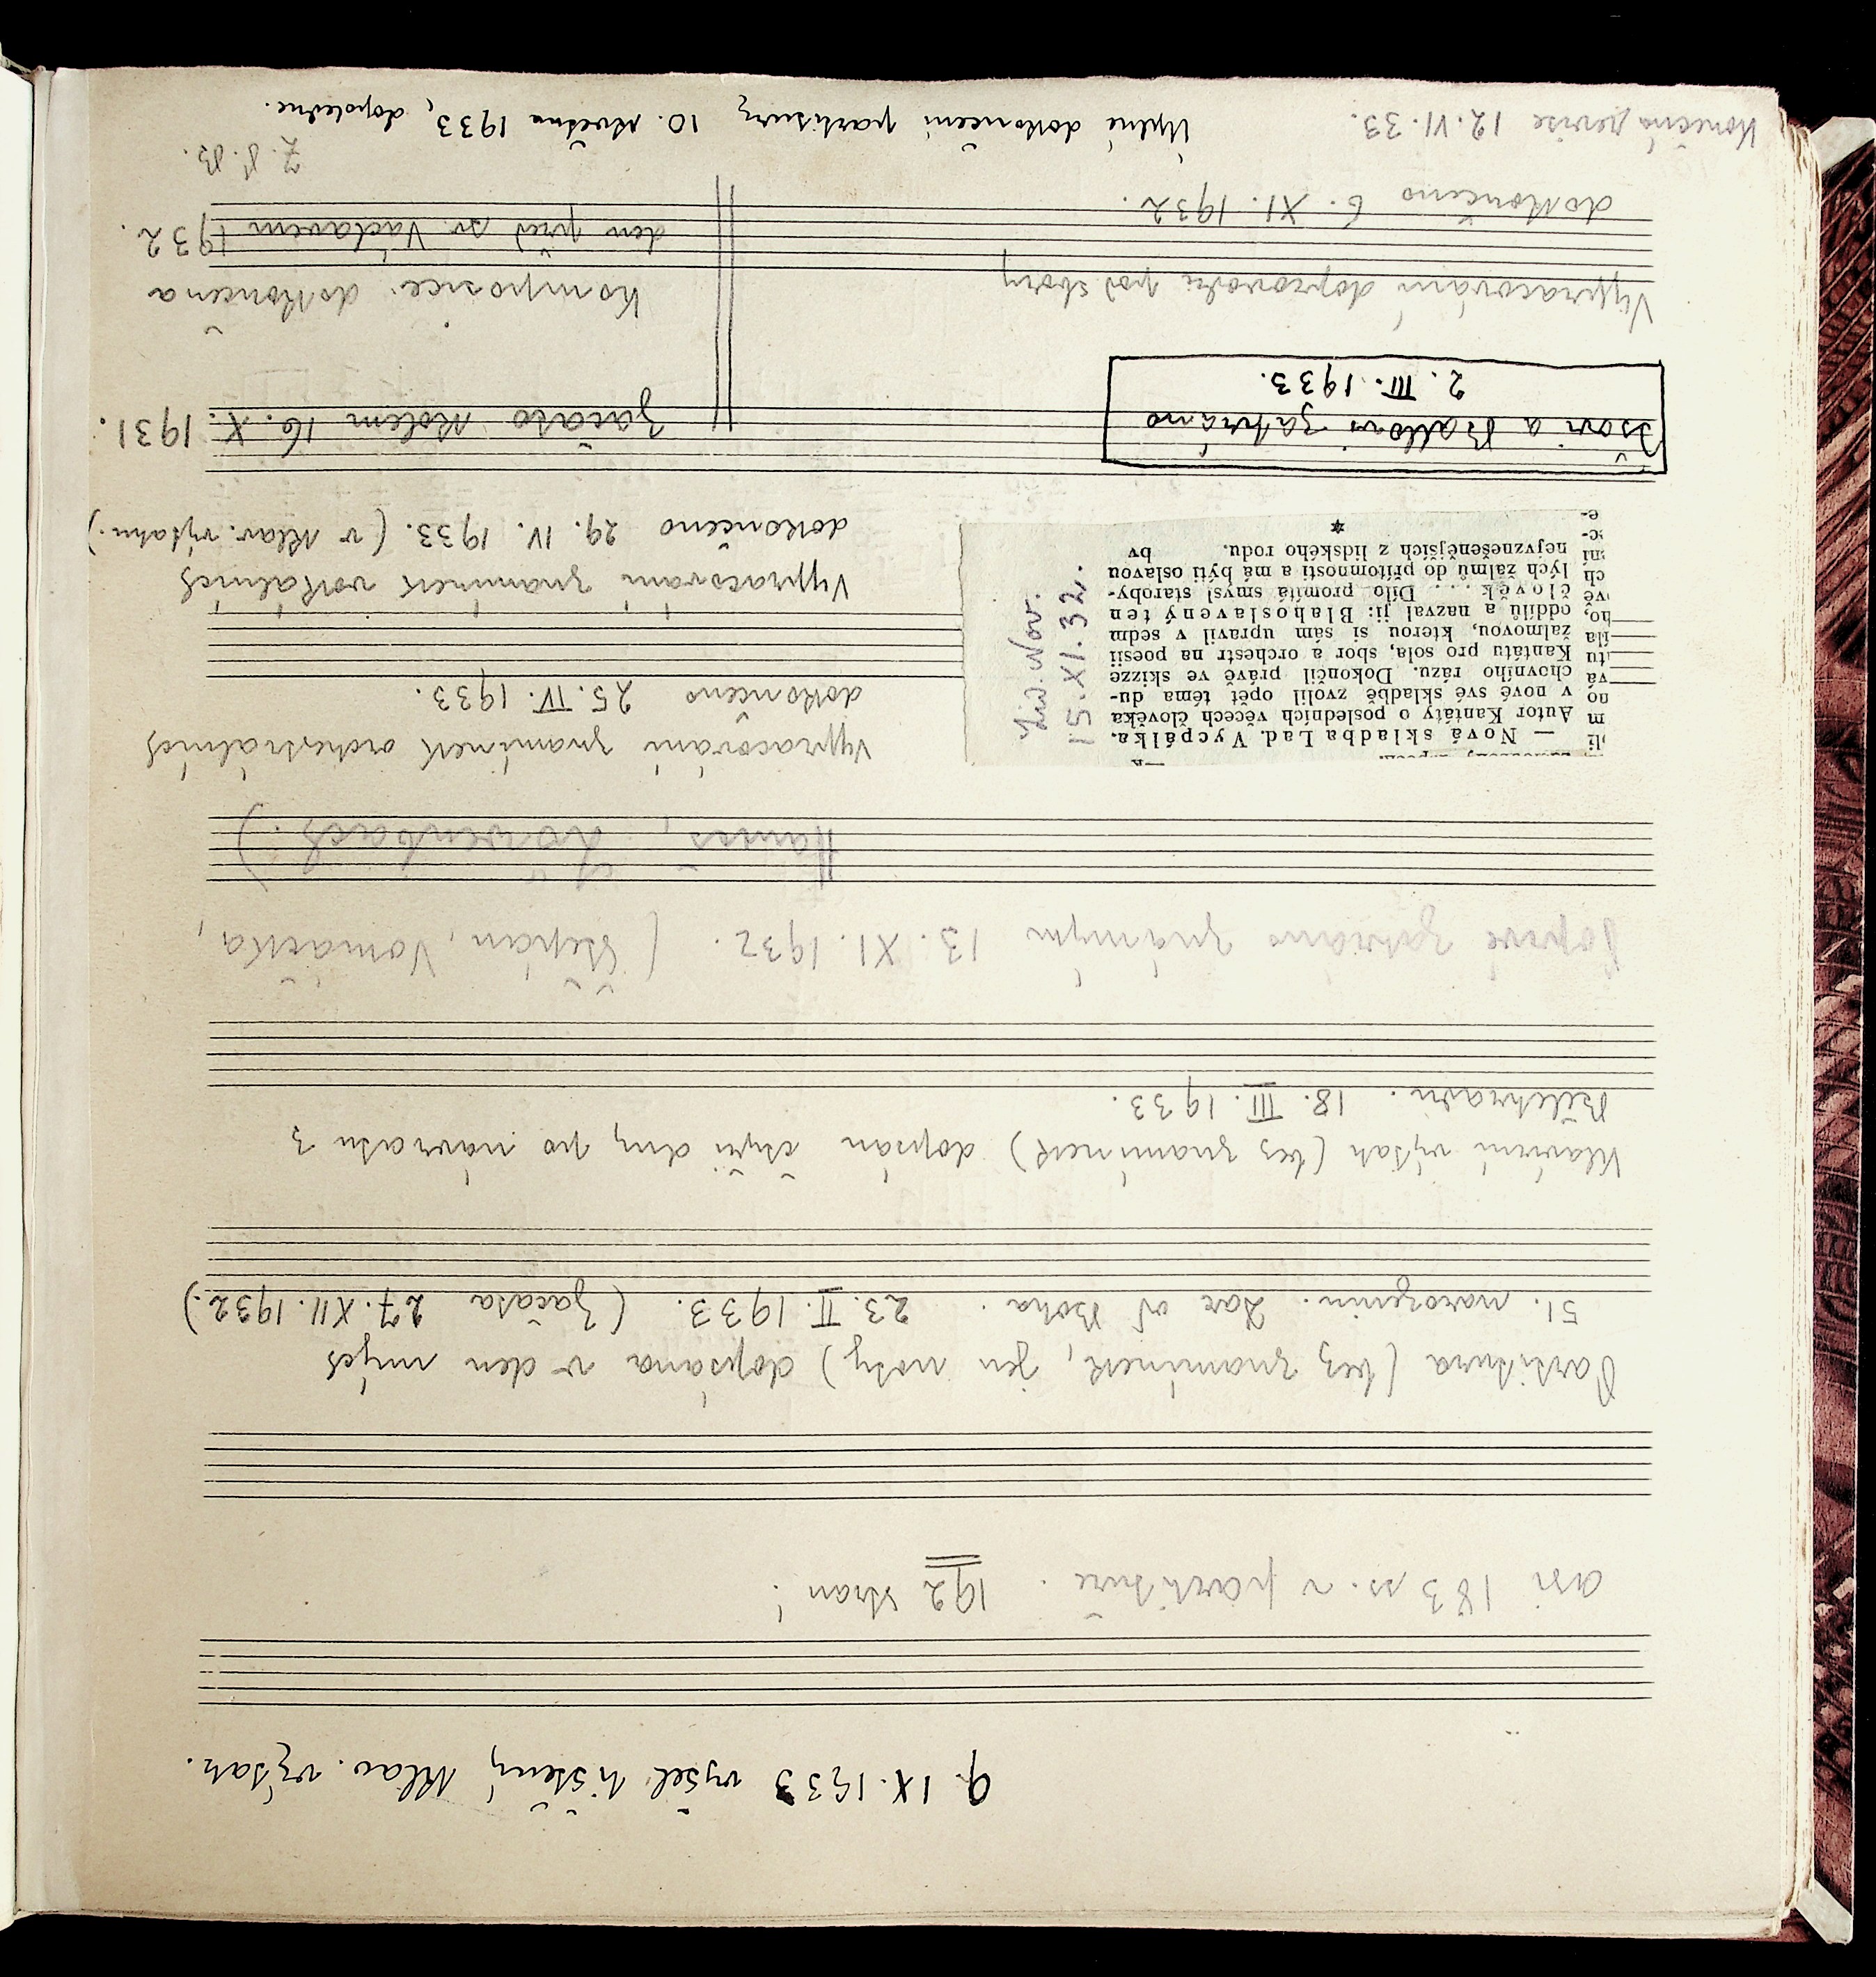 9. IX. 1933 vyšel tištěný klav. výtah.
asi 183 ss. v partituře. 192 stran!
Partitura (bez znamínek, jen noty) dopsána v den mých
51. narozenin. Dar od Boha. 23. II. 1933. (Začata 27. XII. 1932.)
Klavírní výtah (bez znamínek) dopsán čtyři dny po návratu z
Bělehradu. 18. III. 1933.
Poprvé zahráno známým 13. XI. 1932. (Štěpán, Vomáčka,
Löwenbach.)
— Nová skladba Lad. Vycpálka.
Autor Kantáty o posledních věcech člověka
v nové své skladbě zvolil opět téma du-
chovního rázu. Dokončil právě ve skizze
Kantátu pro sola, sbor a orchestr na poesii
žalmovou, kterou si sám upravil v sedm
oddílů a nazval ji: Blahoslavený ten
člověk... Dílo promítá smysl staroby-
lých žalmů do přítomnosti a má býti oslavou
nejvznešenějších z lidského rodu. bv
Lid. Nov.
15. XI. 32.
Vypracování znamínek orchestrálních
dokončeno 25. IV. 1933.
Vypracování znamínek vokálních
dokončeno 29. IV. 1933. (v klav. výtahu.)
a Ballovi zahráno
2. III. 1933.
Začato kolem 16. X. 1931.
Vypracování doprovodu pod sbory
dokončeno 6. XI. 1932.
Komposice dokončena
den před sv. Václavem 1932.
Z. P. B.
Konečná revise 12. VI. 33.
Úplné dokončení partitury 10. května 1933, dopoledne.